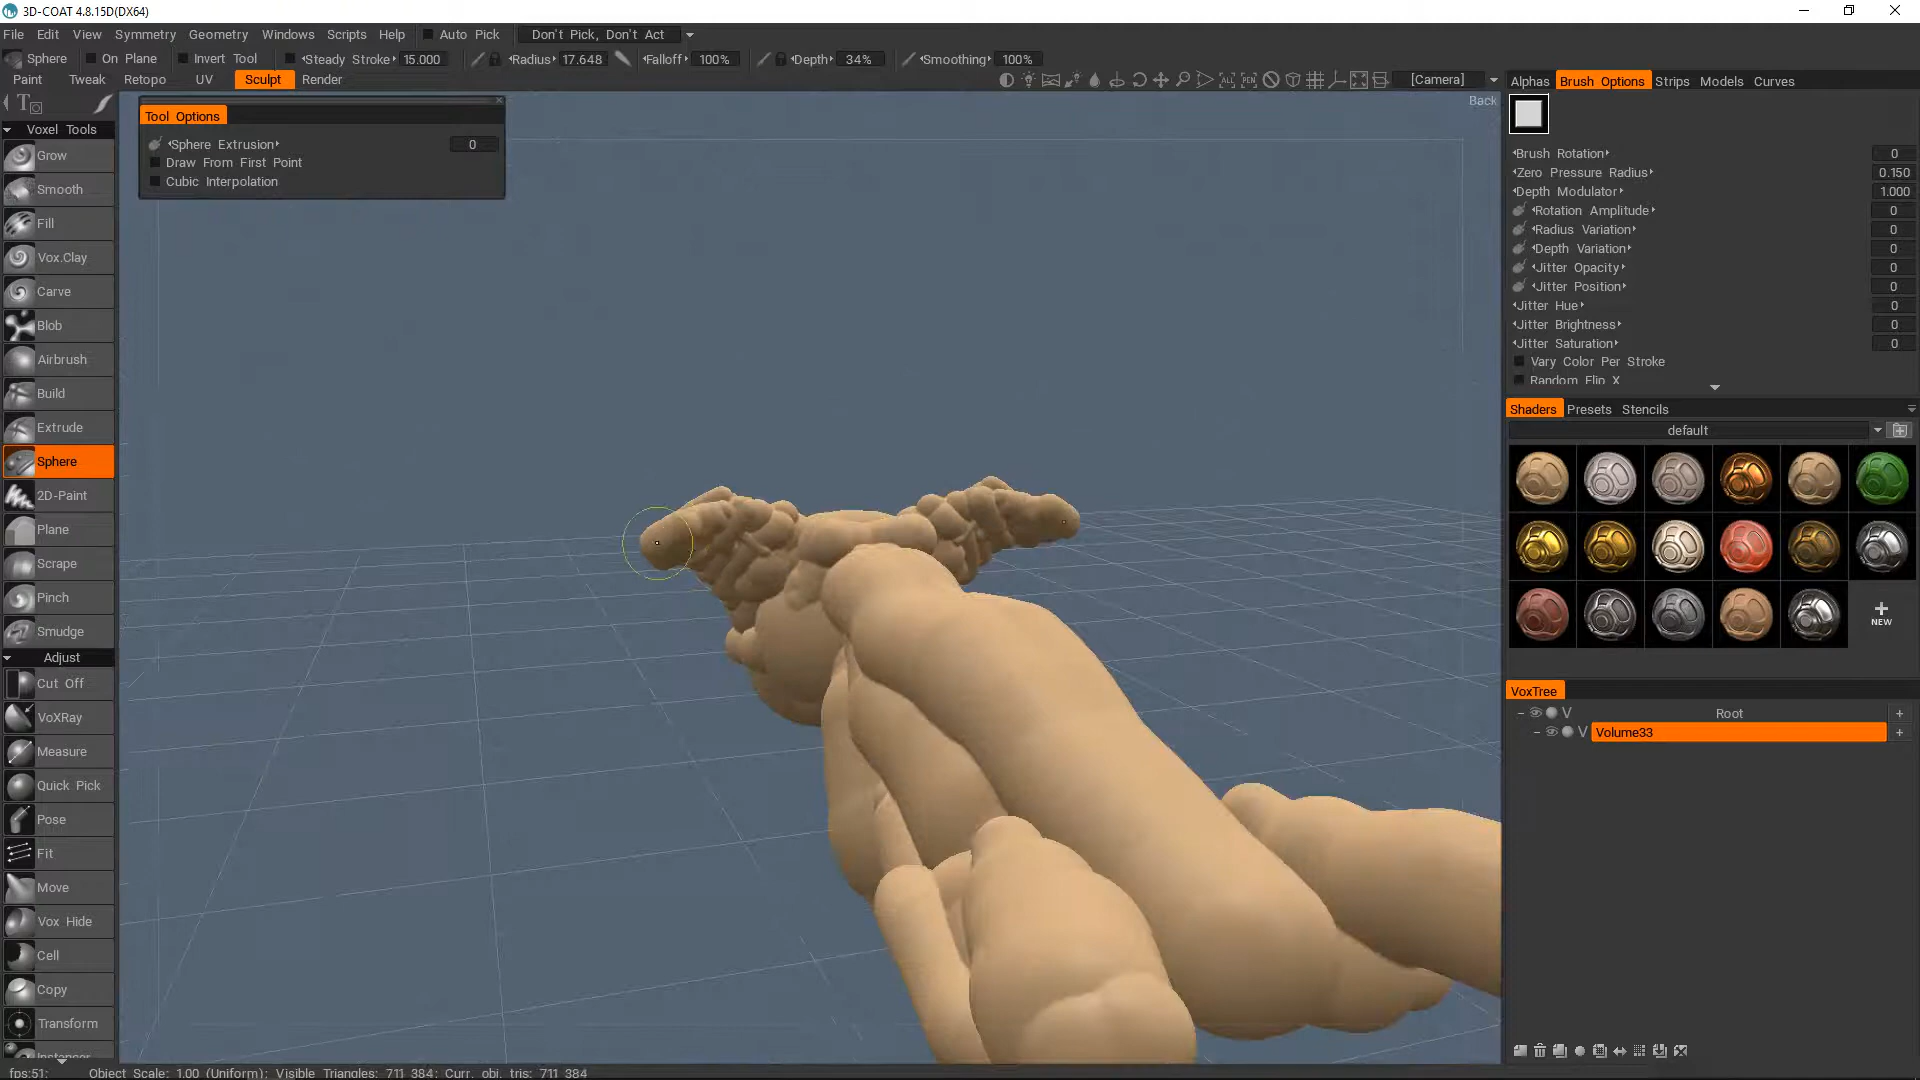 3D-COAT 4.8.15D(DX64)
File Edit View Symmetry Geometry Windows Scripts Help Auto Pick Don't Pick, Don't Act
Sphere On Plane Invert Tool Steady Stroke 15.000 Radius 17.648 Falloff 100% Depth 34% Smoothing 100%
Paint Tweak Retopo UV Sculpt Render [Camera]
Back
Tool Options
Sphere Extrusion 0
Draw From First Point
Cubic Interpolation
Voxel Tools
Grow
Smooth
Fill
Vox.Clay
Carve
Blob
Airbrush
Build
Extrude
Sphere
2D-Paint
Plane
Scrape
Pinch
Smudge
Adjust
Cut Off
VoXRay
Measure
Quick Pick
Pose
Fit
Move
Vox Hide
Cell
Copy
Transform
Alphas Brush Options Strips Models Curves
Brush Rotation 0
Zero Pressure Radius 0.150
Depth Modulator 1.000
Rotation Amplitude 0
Radius Variation 0
Depth Variation 0
Jitter Opacity 0
Jitter Position 0
Jitter Hue 0
Jitter Brightness 0
Jitter Saturation 0
Vary Color Per Stroke
Random Flip X
Shaders Presets Stencils
default
NEW
VoxTree
V Root +
V Volume33 +
fps:51: Object Scale: 1.00 (Uniform); Visible Triangles: 711 384; Curr. obj. tris: 711 384